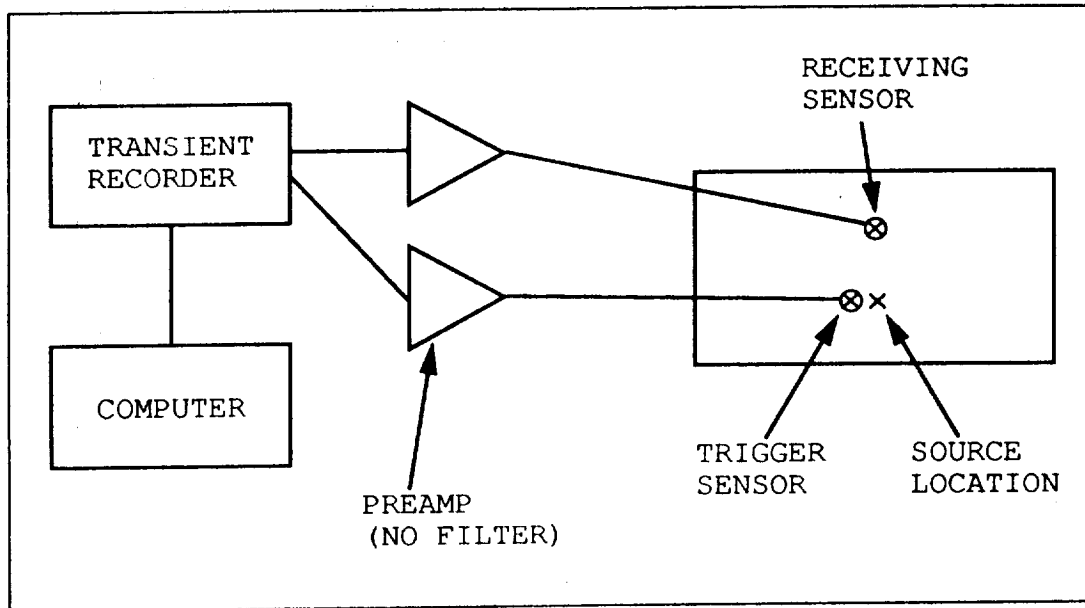 RECEIVING
SENSOR
TRANSIENT
RECORDER
COMPUTER
PREAMP
(NO FILTER)
TRIGGER
SENSOR
SOURCE
LOCATION